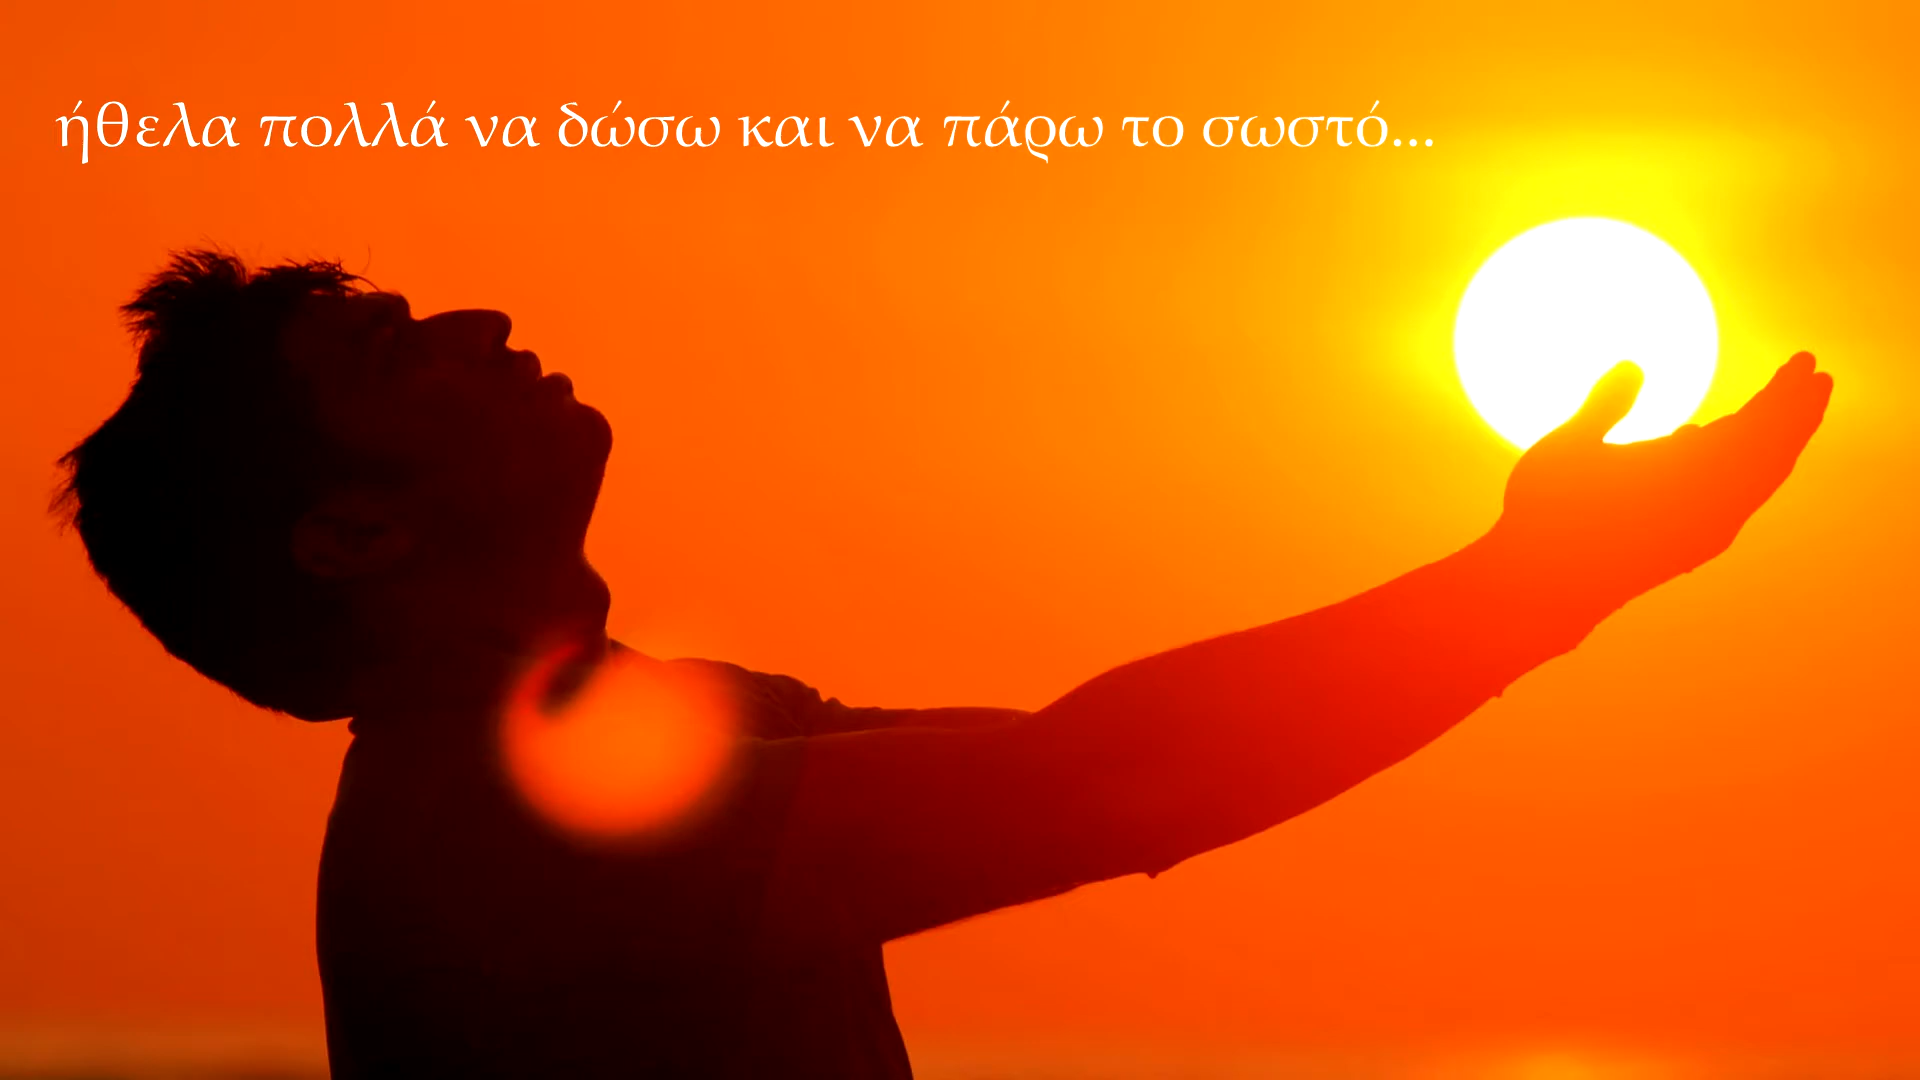 ήθελα πολλά να δώσω και να πάρω το σωστό...